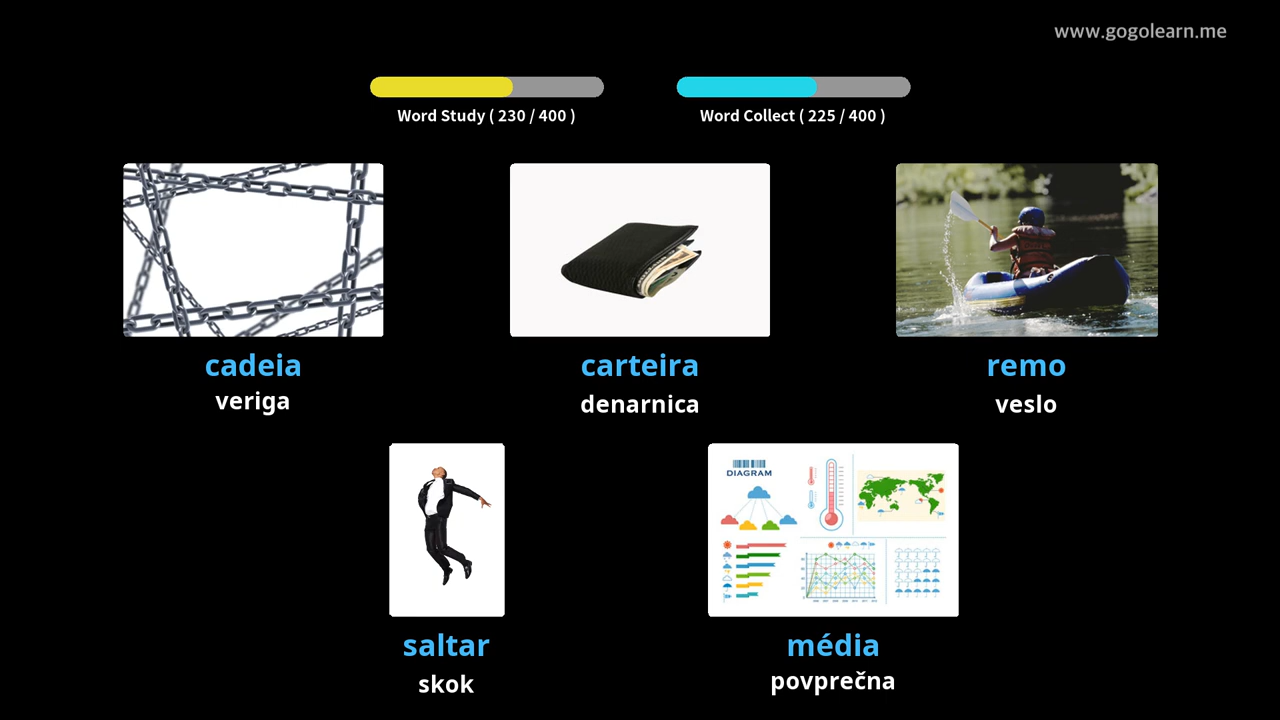 www.gogolearn.me
Word Study ( 230 / 400 )
Word Collect ( 225 / 400 )
cadeia
veriga
carteira
denarnica
remo
veslo
DIAGRAM
saltar
skok
média
povprečna